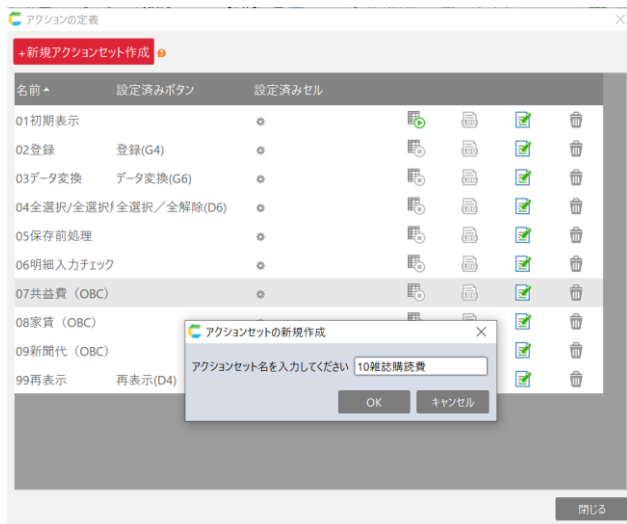 アクションの定義
+新規アクションセット作成
名前 設定済みボタン 設定済みセル
01初期表示
02登録 登録(G4)
03データ変換 データ変換(G6)
04全選択/全選択 全選択／全解除(D6)
05保存前処理
06明細入力チェック
07共益費（OBC）
08家賃（OBC）
09新聞代（OBC）
99再表示 再表示(D4)
アクションセットの新規作成
アクションセット名を入力してください 10雑誌購読費
OK キャンセル
閉じる